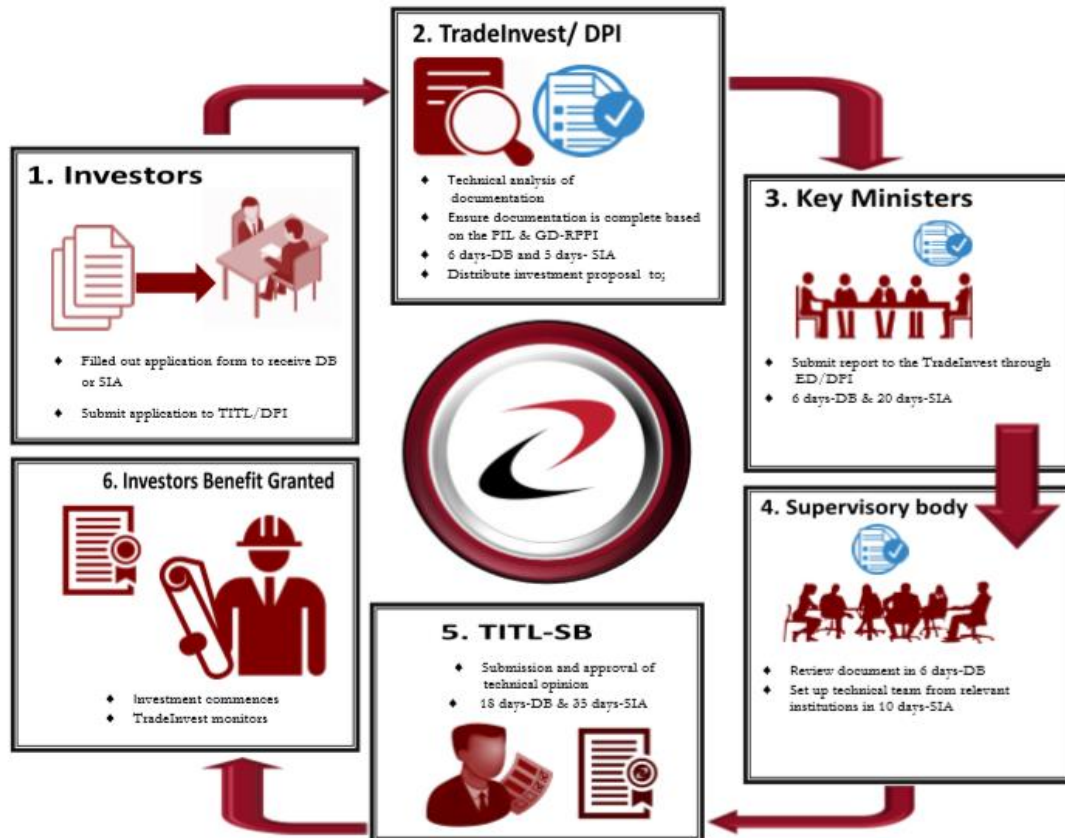 1. Investors
♦ Filled out application form to receive DB
or SIA
♦ Submit application to TITL/DPI
2. TradeInvest/ DPI
♦ Technical analysis of
documentation
♦ Ensure documentation is complete based
on the PIL & GD-RPPI
♦ 6 days-DB and 5 days- SIA
♦ Distribute investment proposal to;
3. Key Ministers
♦ Submit report to the TradeInvest through
ED/DPI
♦ 6 days-DB & 20 days-SIA
4. Supervisory body
♦ Review document in 6 days-DB
♦ Set up technical team from relevant
institutions in 10 days-SIA
5. TITL-SB
♦ Submission and approval of
technical opinion
♦ 18 days-DB & 35 days-SIA
6. Investors Benefit Granted
♦ Investment commences
♦ TradeInvest monitors